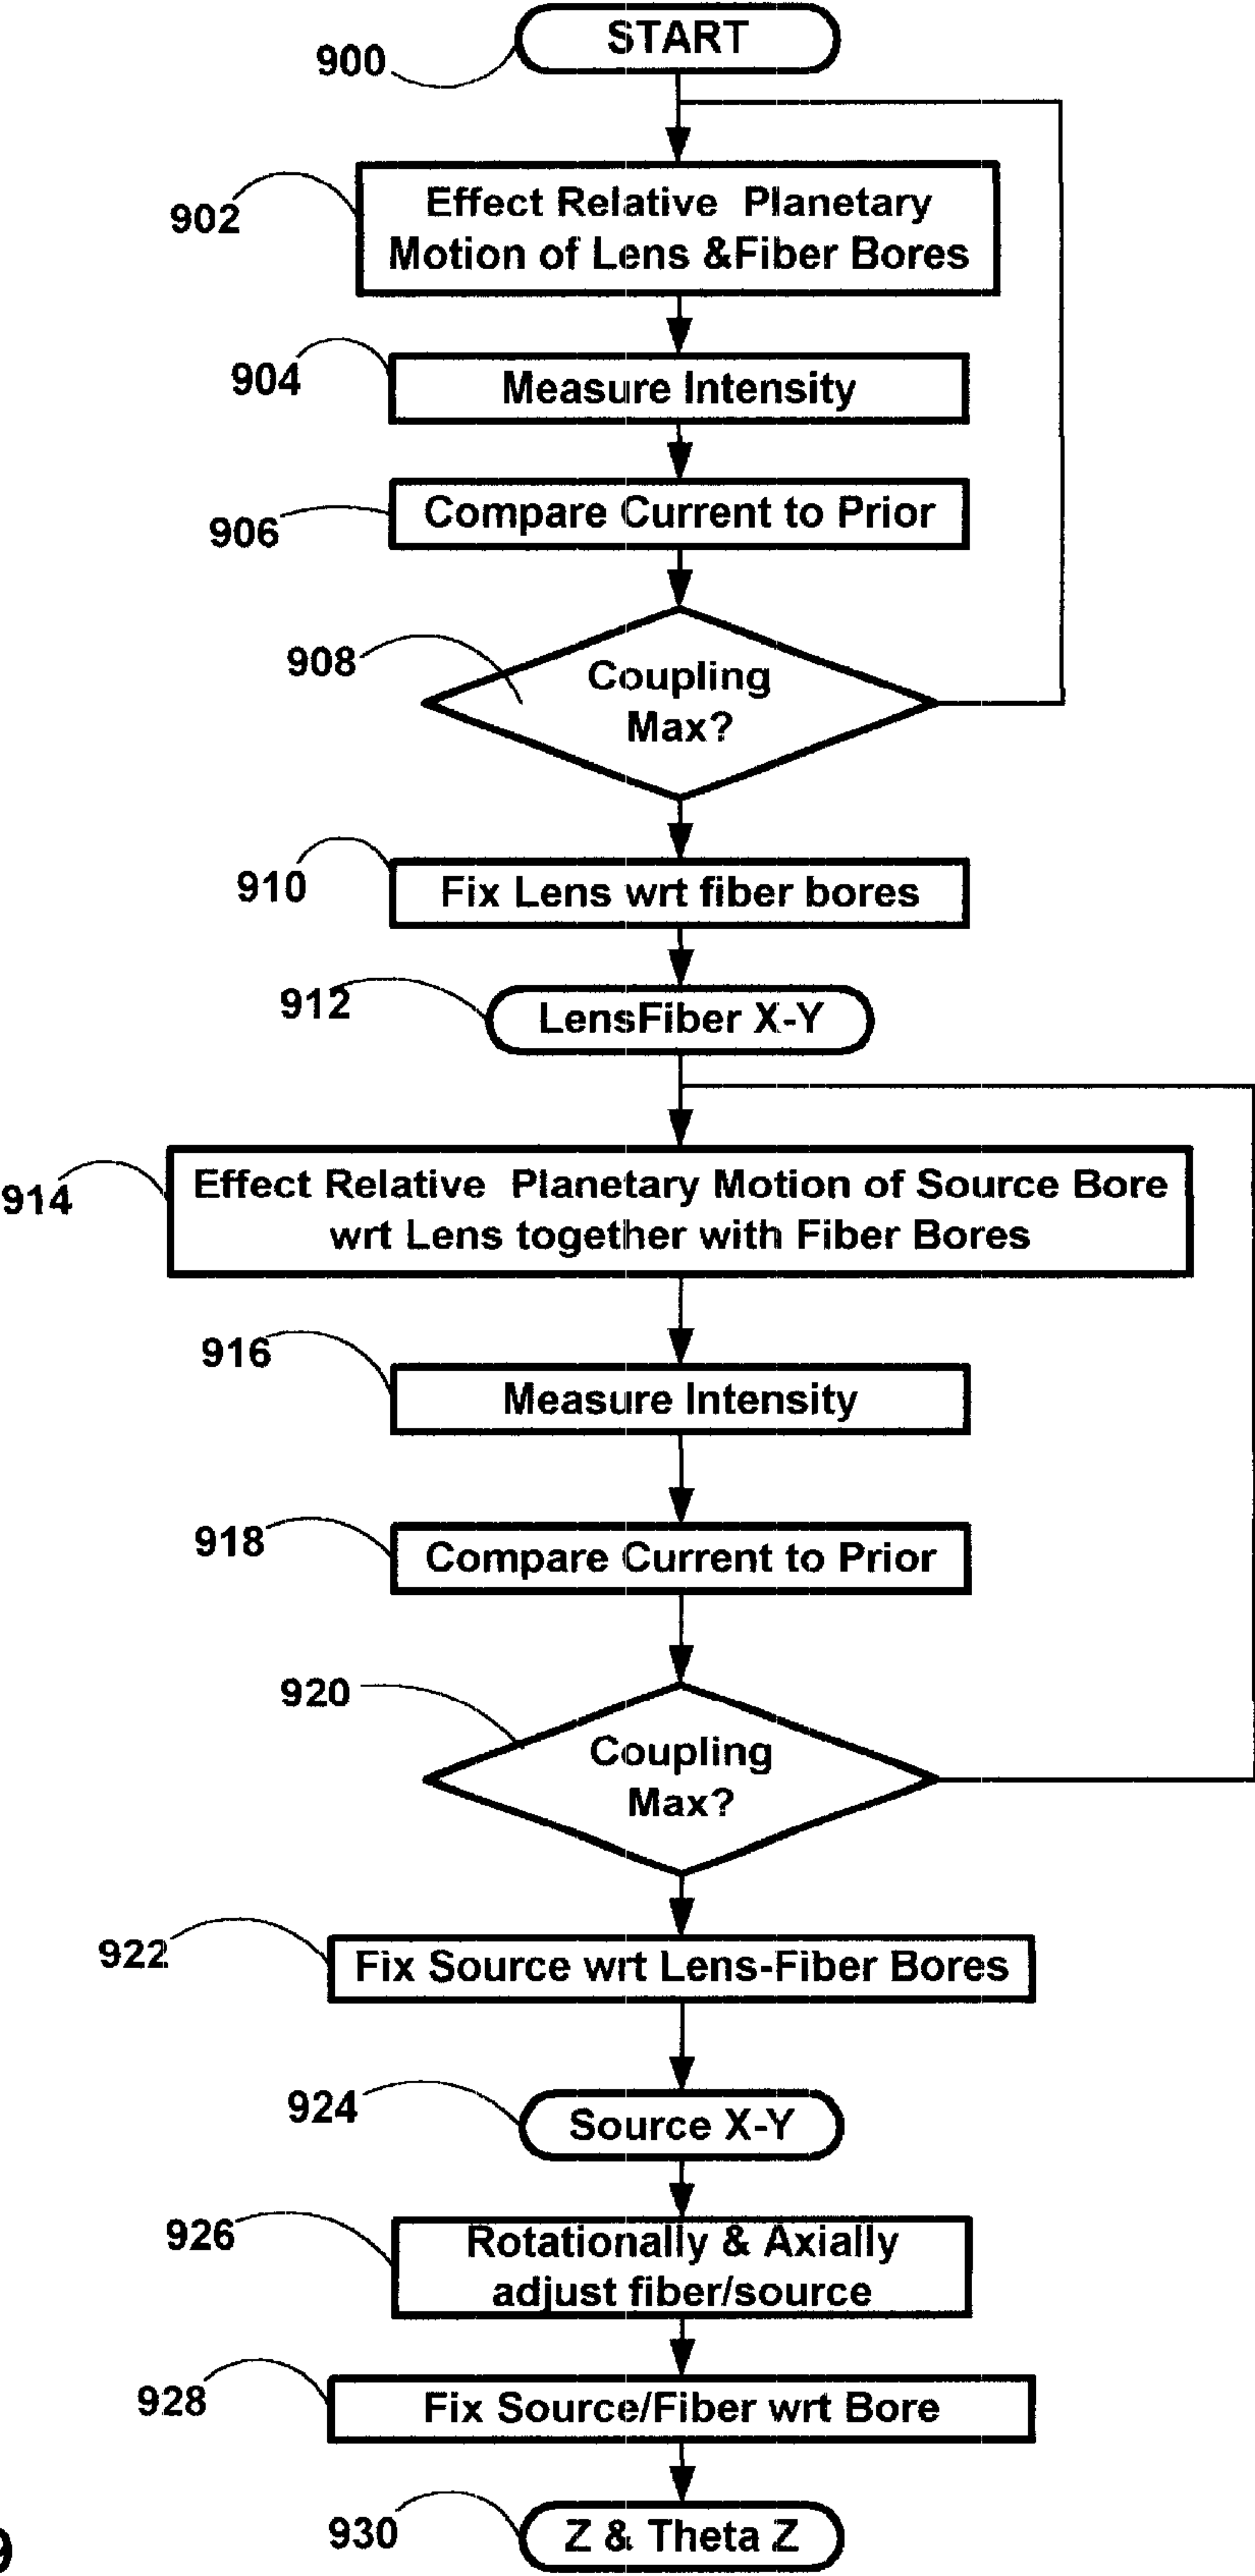 START
900
902
Effect Relative Planetary
Motion of Lens &Fiber Bores
904
Measure Intensity
906
Compare Current to Prior
908
Coupling
Max?
910
Fix Lens wrt fiber bores
912
LensFiber X-Y
914
Effect Relative Planetary Motion of Source Bore
wrt Lens together with Fiber Bores
916
Measure Intensity
918
Compare Current to Prior
920
Coupling
Max?
922
Fix Source wrt Lens-Fiber Bores
924
Source X-Y
926
Rotationally & Axially
adjust fiber/source
928
Fix Source/Fiber wrt Bore
930
Z & Theta Z
9